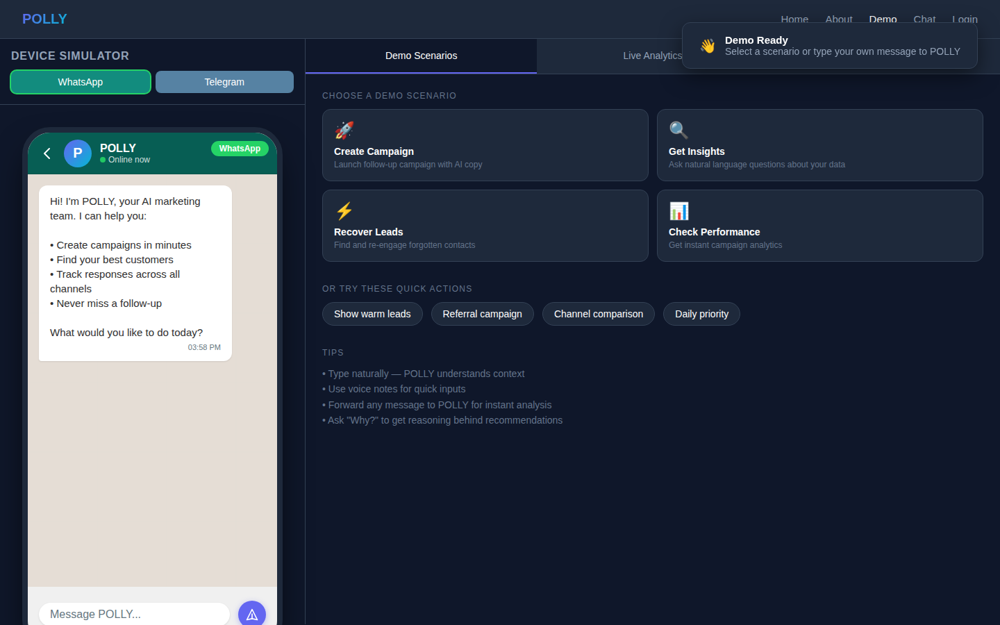 POLLY
Home About Demo Chat Login
👋 Demo Ready
Select a scenario or type your own message to POLLY
DEVICE SIMULATOR
WhatsApp
Telegram
POLLY
Online now
WhatsApp
P
Hi! I'm POLLY, your AI marketing
team. I can help you:
• Create campaigns in minutes
• Find your best customers
• Track responses across all
channels
• Never miss a follow-up
What would you like to do today?
03:58 PM
Message POLLY...
Demo Scenarios
Live Analytics
CHOOSE A DEMO SCENARIO
Create Campaign
Launch follow-up campaign with AI copy
Get Insights
Ask natural language questions about your data
Recover Leads
Find and re-engage forgotten contacts
Check Performance
Get instant campaign analytics
OR TRY THESE QUICK ACTIONS
Show warm leads
Referral campaign
Channel comparison
Daily priority
TIPS
• Type naturally — POLLY understands context
• Use voice notes for quick inputs
• Forward any message to POLLY for instant analysis
• Ask "Why?" to get reasoning behind recommendations